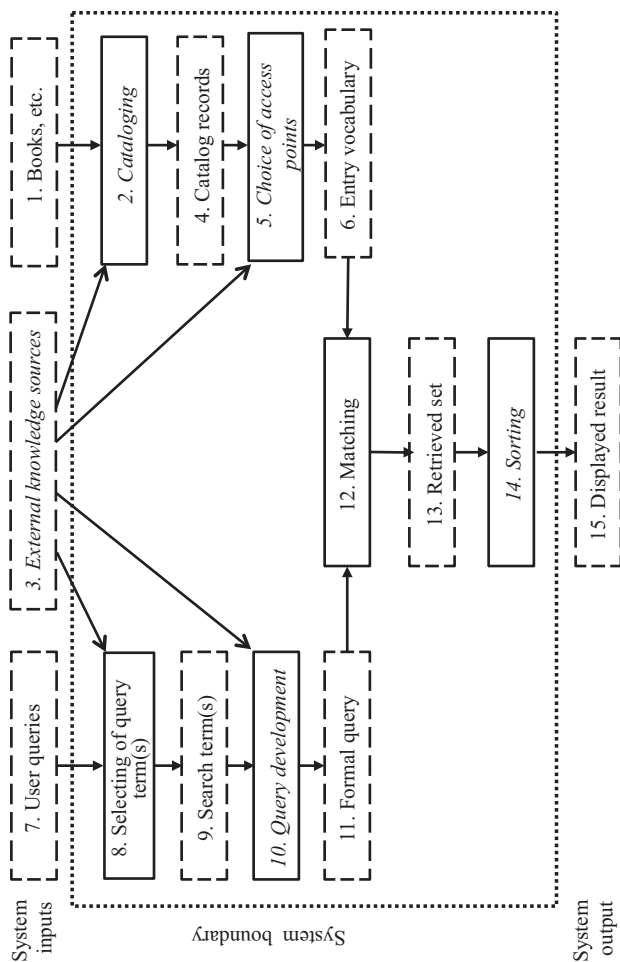 System
inputs
7. User queries
3. External knowledge sources
1. Books, etc.
8. Selecting of query
term(s)
2. Cataloging
9. Search term(s)
4. Catalog records
10. Query development
5. Choice of access
points
11. Formal query
6. Entry vocabulary
12. Matching
System boundary
13. Retrieved set
14. Sorting
System
output
15. Displayed result